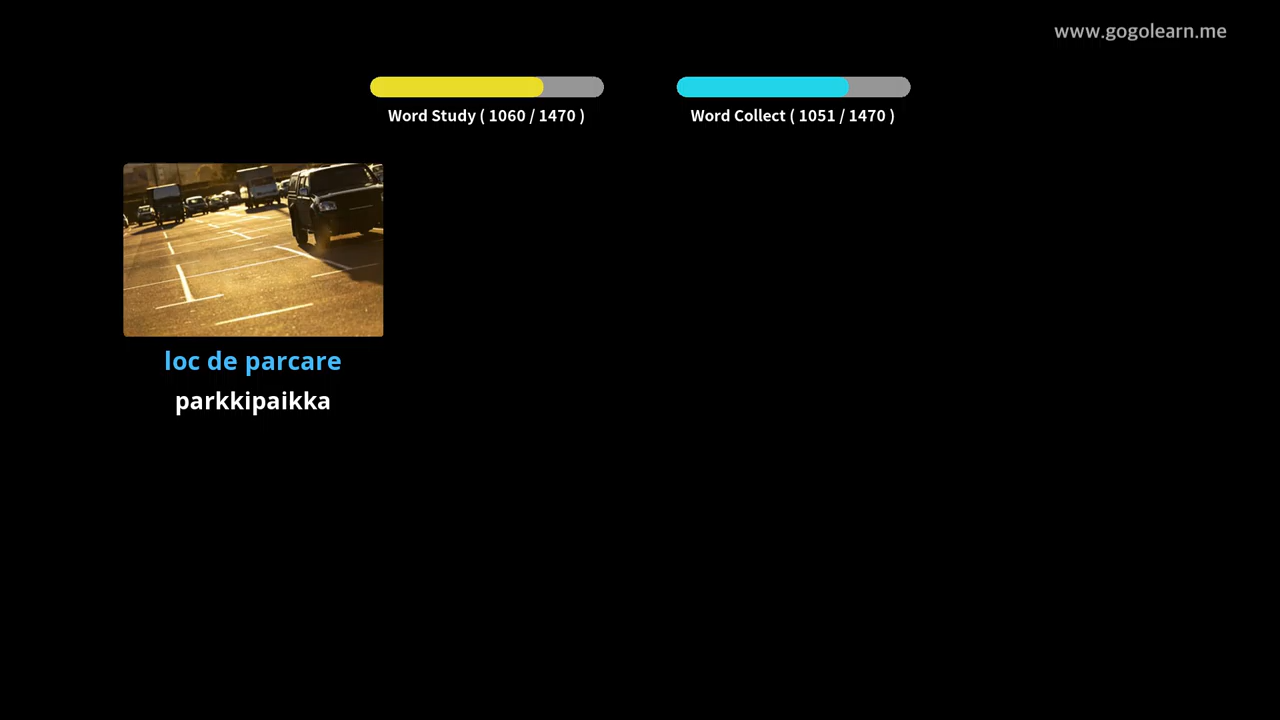 www.gogolearn.me
Word Study ( 1060 / 1470 )
Word Collect ( 1051 / 1470 )
loc de parcare
parkkipaikka